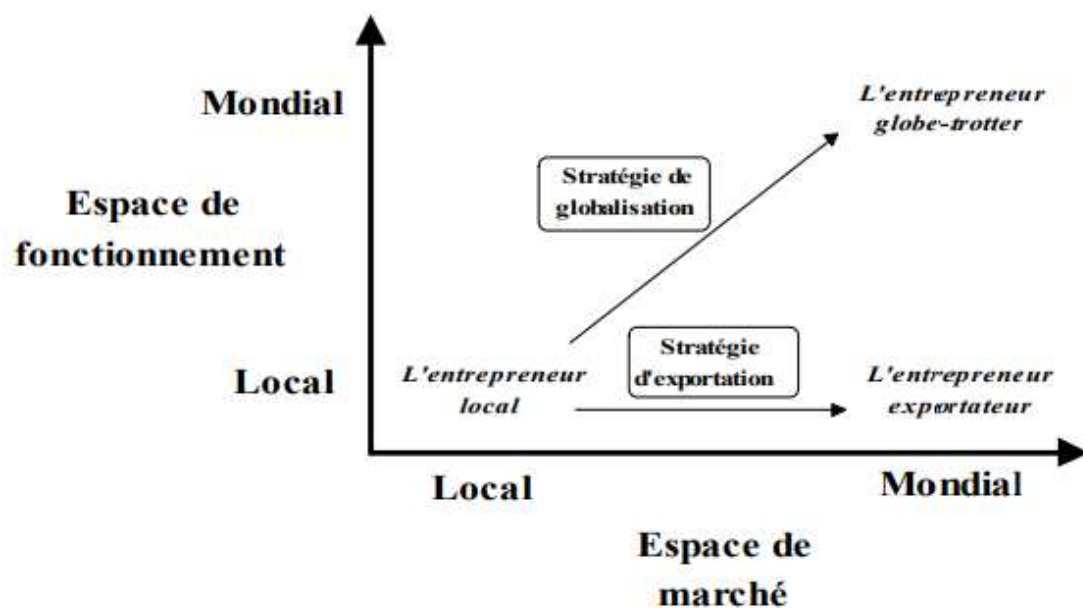 Mondial
Espace de
fonctionnement
Local
L'entrepreneur
globe-trotter
Stratégie de
globalisation
Stratégie
d'exportation
L'entrepreneur
local
L'entrepreneur
exportateur
Local
Mondial
Espace de
marché